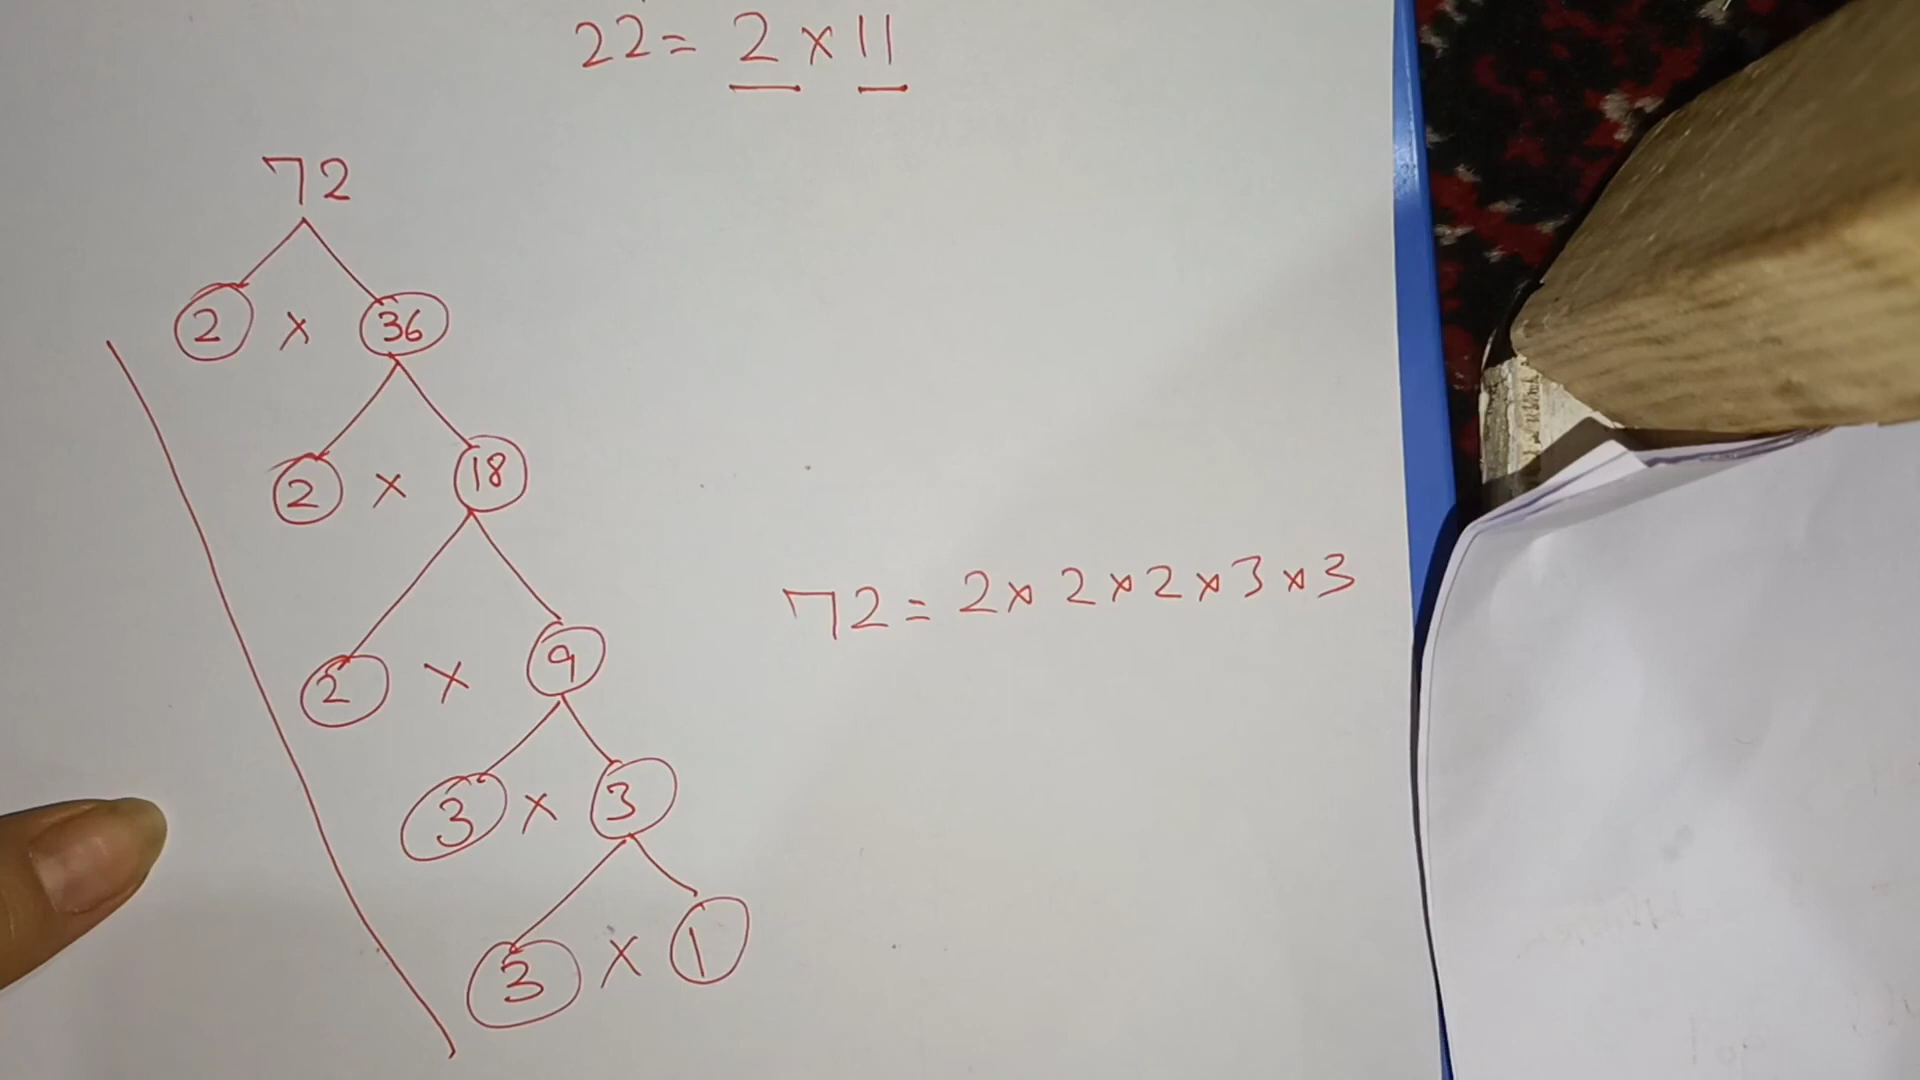 22 = 2 x 11
72
2 x 36
2 x 18
2 x 9
72 = 2 x 2 x 2 x 3 x 3
3 x 3
3 x 1